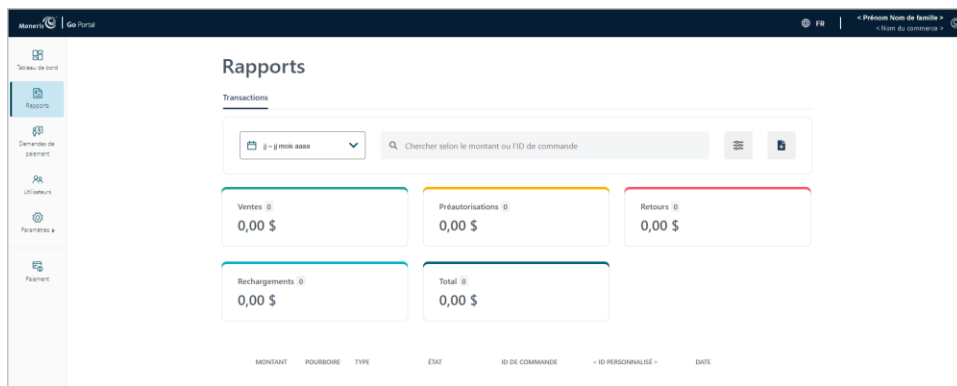 Moneris Go Portal
FR
< Prénom Nom de famille >
< Nom du commerce >
Tableau de bord
Rapports
Demandes de
paiement
Utilisateurs
Paramètres
Paiement
Rapports
Transactions
jj – jj mois aaaa
Chercher selon le montant ou l'ID de commande
Ventes 0
0,00 $
Préautorisations 0
0,00 $
Retours 0
0,00 $
Rechargements 0
0,00 $
Total 0
0,00 $
MONTANT POURBOIRE TYPE ÉTAT ID DE COMMANDE < ID PERSONNALISÉ > DATE